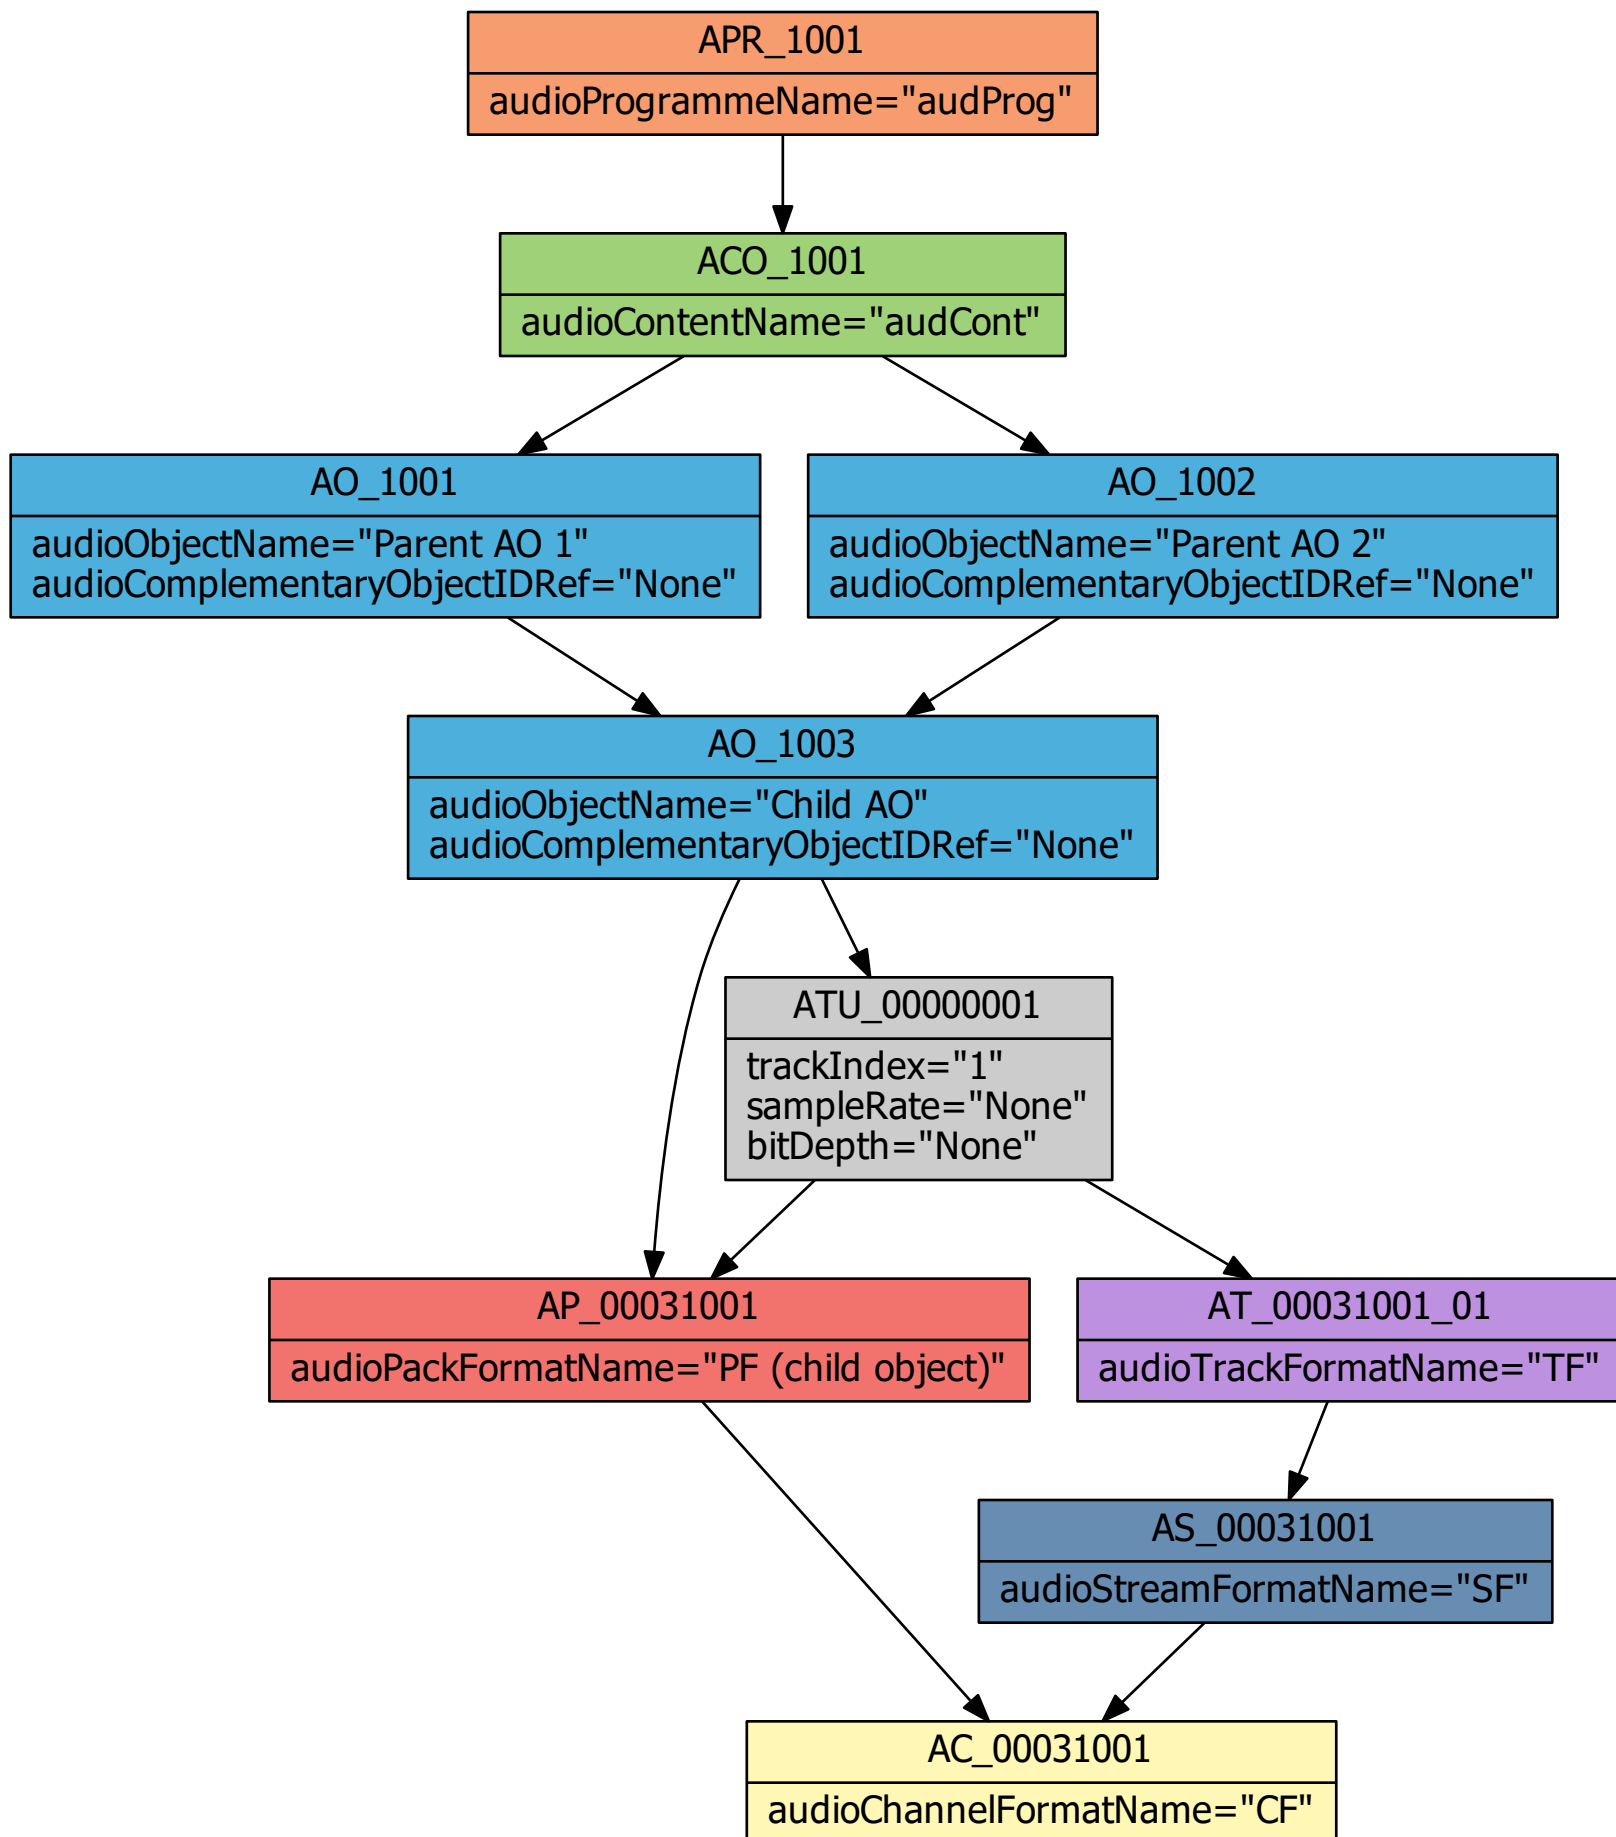 APR_1001
audioProgrammeName="audProg"
ACO_1001
audioContentName="audCont"
AO_1001
audioObjectName="Parent AO 1"
audioComplementaryObjectIDRef="None"
AO_1002
audioObjectName="Parent AO 2"
audioComplementaryObjectIDRef="None"
AO_1003
audioObjectName="Child AO"
audioComplementaryObjectIDRef="None"
ATU_00000001
trackIndex="1"
sampleRate="None"
bitDepth="None"
AP_00031001
audioPackFormatName="PF (child object)"
AT_00031001_01
audioTrackFormatName="TF"
AS_00031001
audioStreamFormatName="SF"
AC_00031001
audioChannelFormatName="CF"